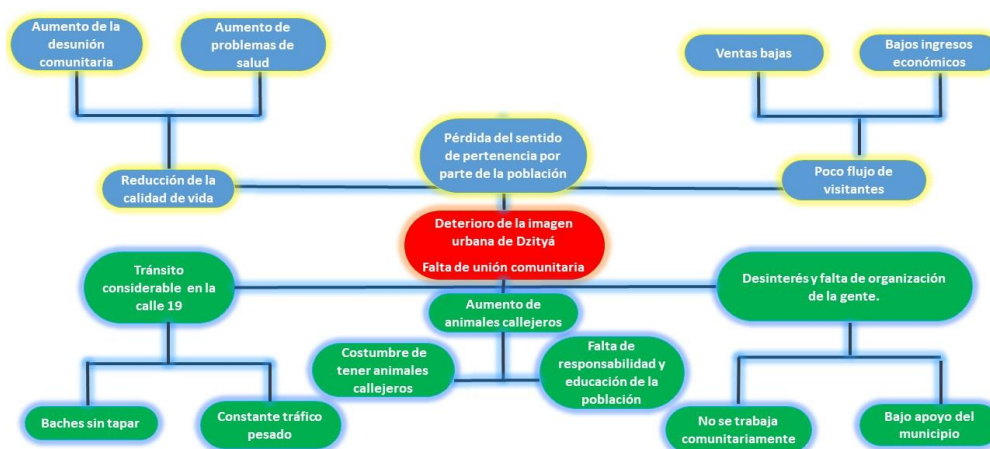 Aumento de la
desunión
comunitaria
Aumento de
problemas de
salud
Ventas bajas
Bajos ingresos
económicos
Pérdida del sentido
de pertenencia por
parte de la población
Reducción de la
calidad de vida
Poco flujo de
visitantes
Deterioro de la imagen
urbana de Dzityá
Falta de unión comunitaria
Tránsito
considerable en la
calle 19
Aumento de
animales callejeros
Desinterés y falta de organización
de la gente.
Costumbre de
tener animales
callejeros
Falta de
responsabilidad y
educación de la
población
Baches sin tapar
Constante tráfico
pesado
No se trabaja
comunitariamente
Bajo apoyo del
municipio